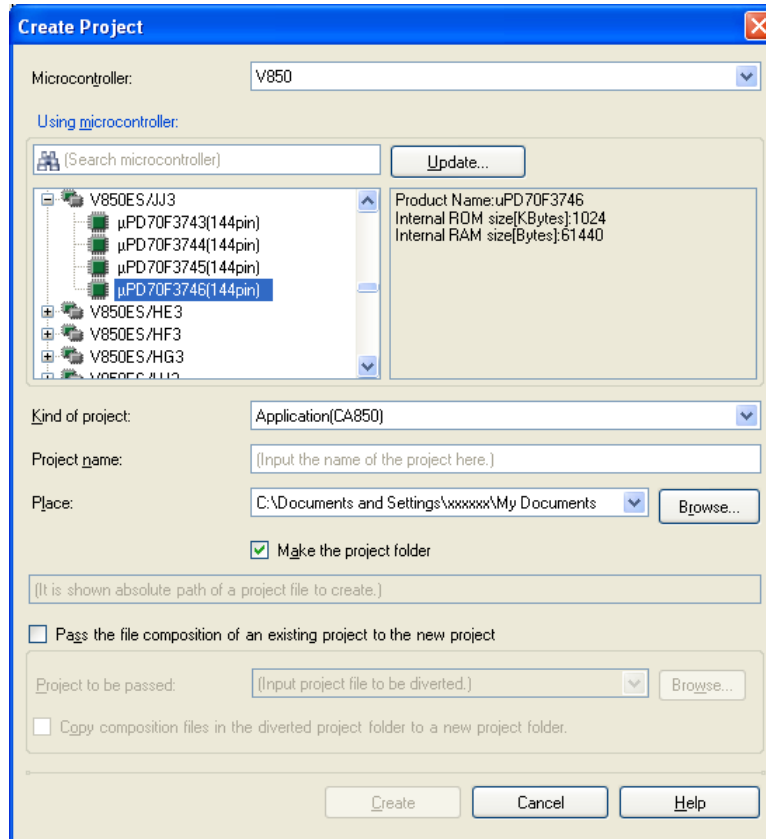 Create Project
Microcontroller:
V850
Using microcontroller:
(Search microcontroller)
Update...
V850ES/JJ3
µPD70F3743(144pin)
µPD70F3744(144pin)
µPD70F3745(144pin)
µPD70F3746(144pin)
V850ES/HE3
V850ES/HF3
V850ES/HG3
Product Name:uPD70F3746
Internal ROM size[KBytes]:1024
Internal RAM size[Bytes]:61440
Kind of project:
Application(CA850)
Project name:
(Input the name of the project here.)
Place:
C:\Documents and Settings\xxxxxx\My Documents
Browse...
Make the project folder
(It is shown absolute path of a project file to create.)
Pass the file composition of an existing project to the new project
Project to be passed:
(Input project file to be diverted.)
Browse...
Copy composition files in the diverted project folder to a new project folder.
Create
Cancel
Help